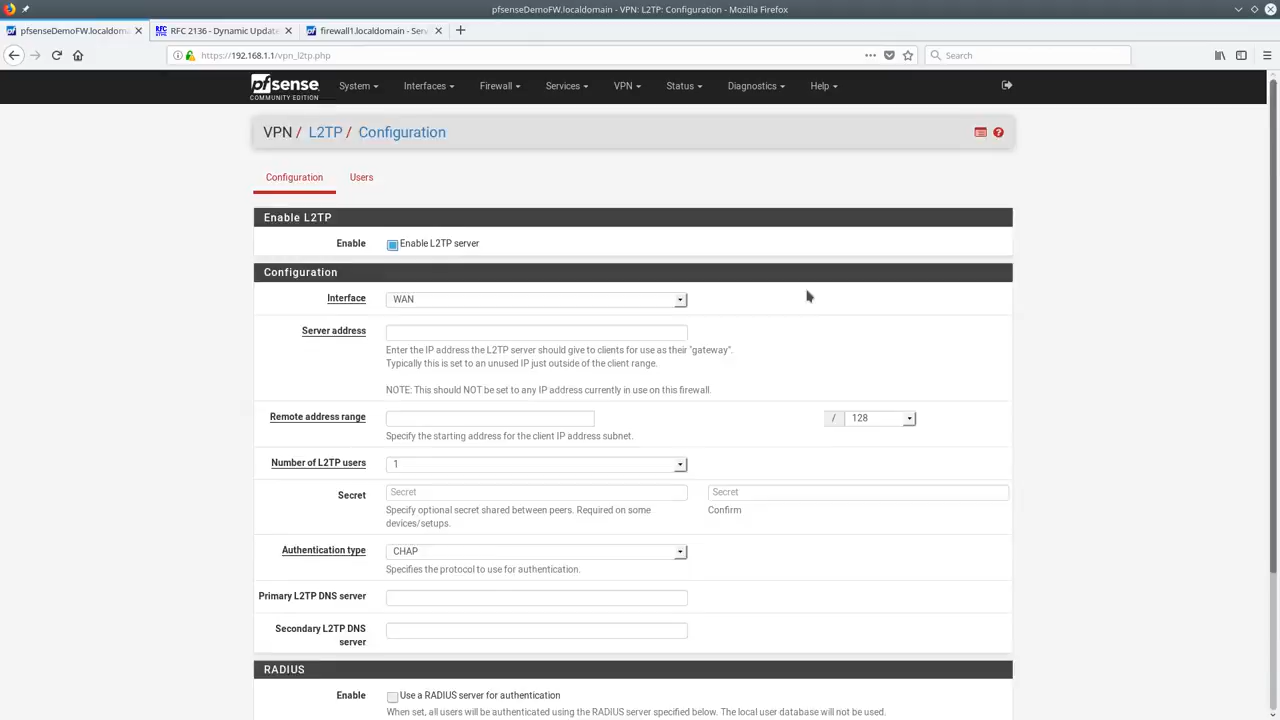 pfsenseDemoFW.localdomain - VPN: L2TP: Configuration - Mozilla Firefox
pfsenseDemoFW.localdoma
RFC 2136 - Dynamic Update
firewall1.localdomain - Serv
https://192.168.1.1/vpn_l2tp.php
Search
pfsense
COMMUNITY EDITION
System
Interfaces
Firewall
Services
VPN
Status
Diagnostics
Help
VPN / L2TP / Configuration
Configuration
Users
Enable L2TP
Enable
Enable L2TP server
Configuration
Interface
WAN
Server address
Enter the IP address the L2TP server should give to clients for use as their "gateway".
Typically this is set to an unused IP just outside of the client range.
NOTE: This should NOT be set to any IP address currently in use on this firewall.
Remote address range
/ 128
Specify the starting address for the client IP address subnet.
Number of L2TP users
1
Secret
Secret
Secret
Specify optional secret shared between peers. Required on some
devices/setups.
Confirm
Authentication type
CHAP
Specifies the protocol to use for authentication.
Primary L2TP DNS server
Secondary L2TP DNS
server
RADIUS
Enable
Use a RADIUS server for authentication
When set, all users will be authenticated using the RADIUS server specified below. The local user database will not be used.